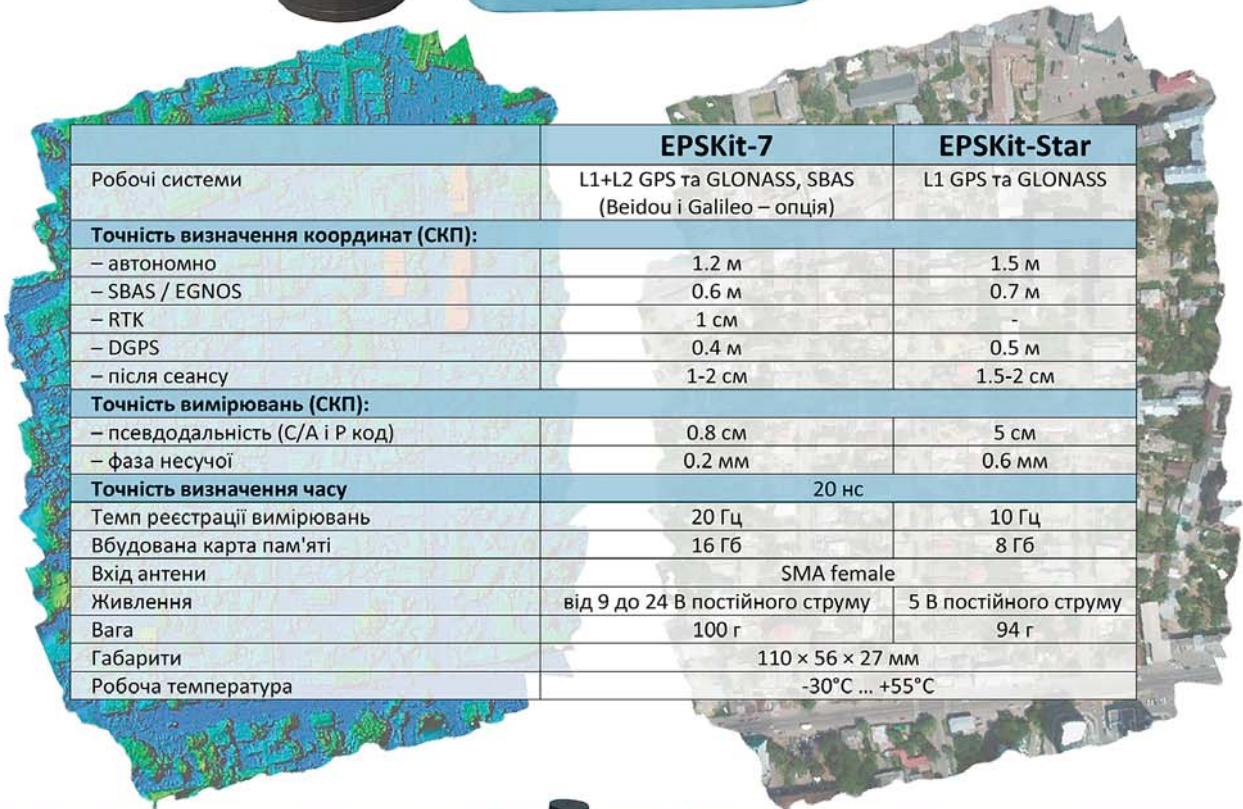 EPSKit-7 EPSKit-Star
Робочі системи L1+L2 GPS та GLONASS, SBAS L1 GPS та GLONASS
(Beidou і Galileo – опція)
Точність визначення координат (СКП):
– автономно 1.2 м 1.5 м
– SBAS / EGNOS 0.6 м 0.7 м
– RTK 1 см -
– DGPS 0.4 м 0.5 м
– після сеансу 1-2 см 1.5-2 см
Точність вимірювань (СКП):
– псевдодальність (C/A і P код) 0.8 см 5 см
– фаза несучої 0.2 мм 0.6 мм
Точність визначення часу 20 нс
Темп реєстрації вимірювань 20 Гц 10 Гц
Вбудована карта пам'яті 16 Гб 8 Гб
Вхід антени SMA female
Живлення від 9 до 24 В постійного струму 5 В постійного струму
Вага 100 г 94 г
Габарити 110 × 56 × 27 мм
Робоча температура -30°C ... +55°C